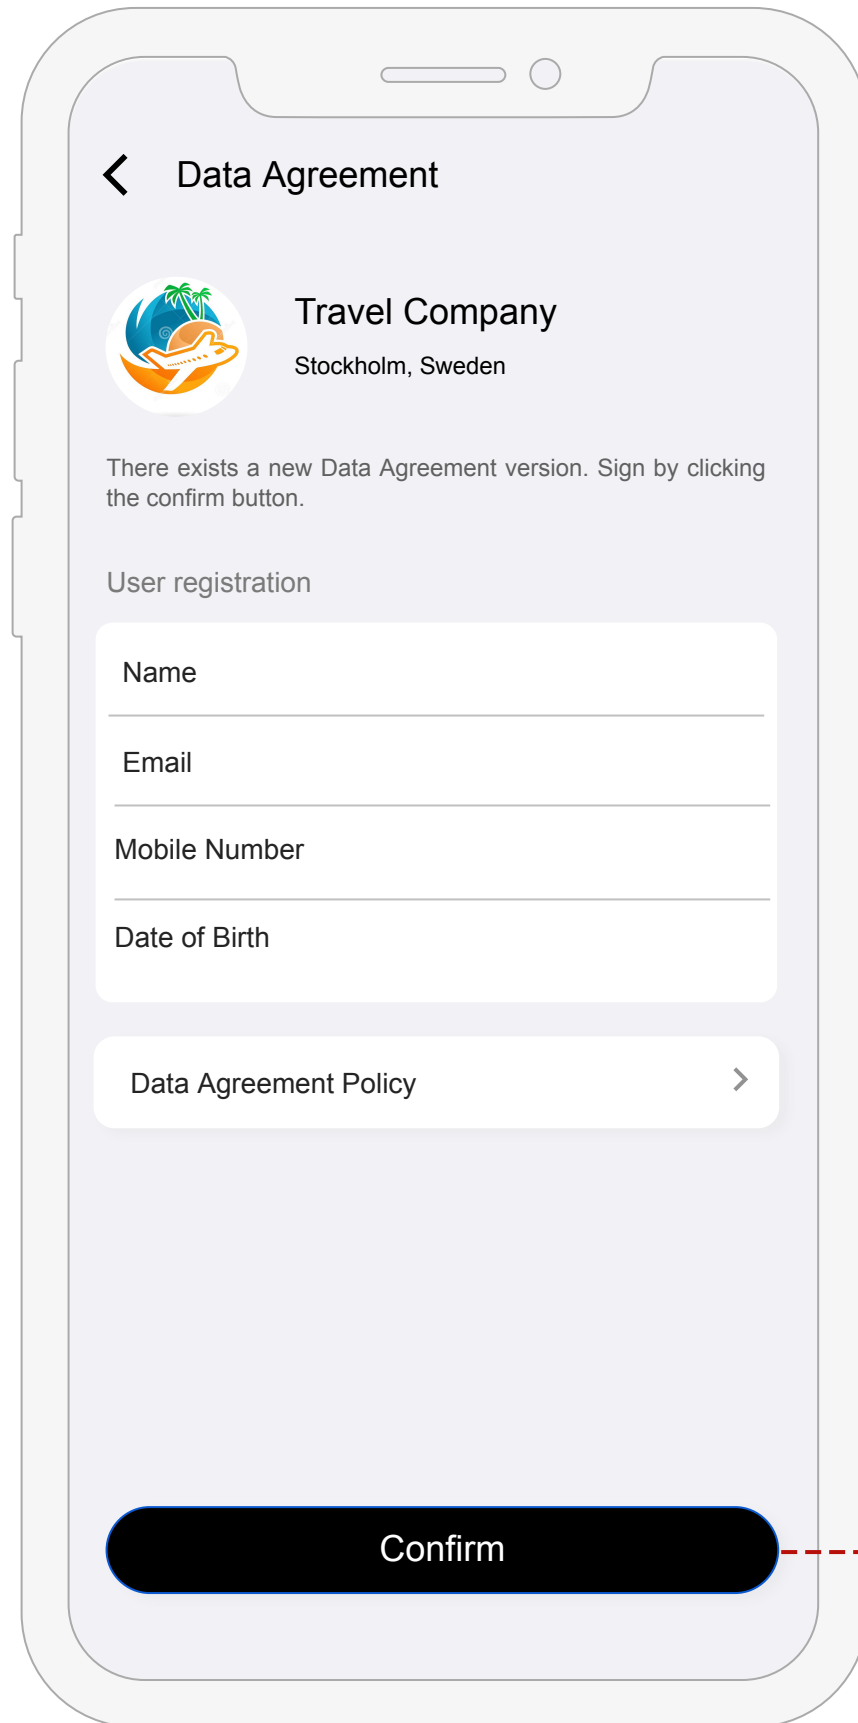 Data Agreement
Travel Company
Stockholm, Sweden
There exists a new Data Agreement version. Sign by clicking
the confirm button.
User registration
Name
Email
Mobile Number
Date of Birth
Data Agreement Policy
Confirm